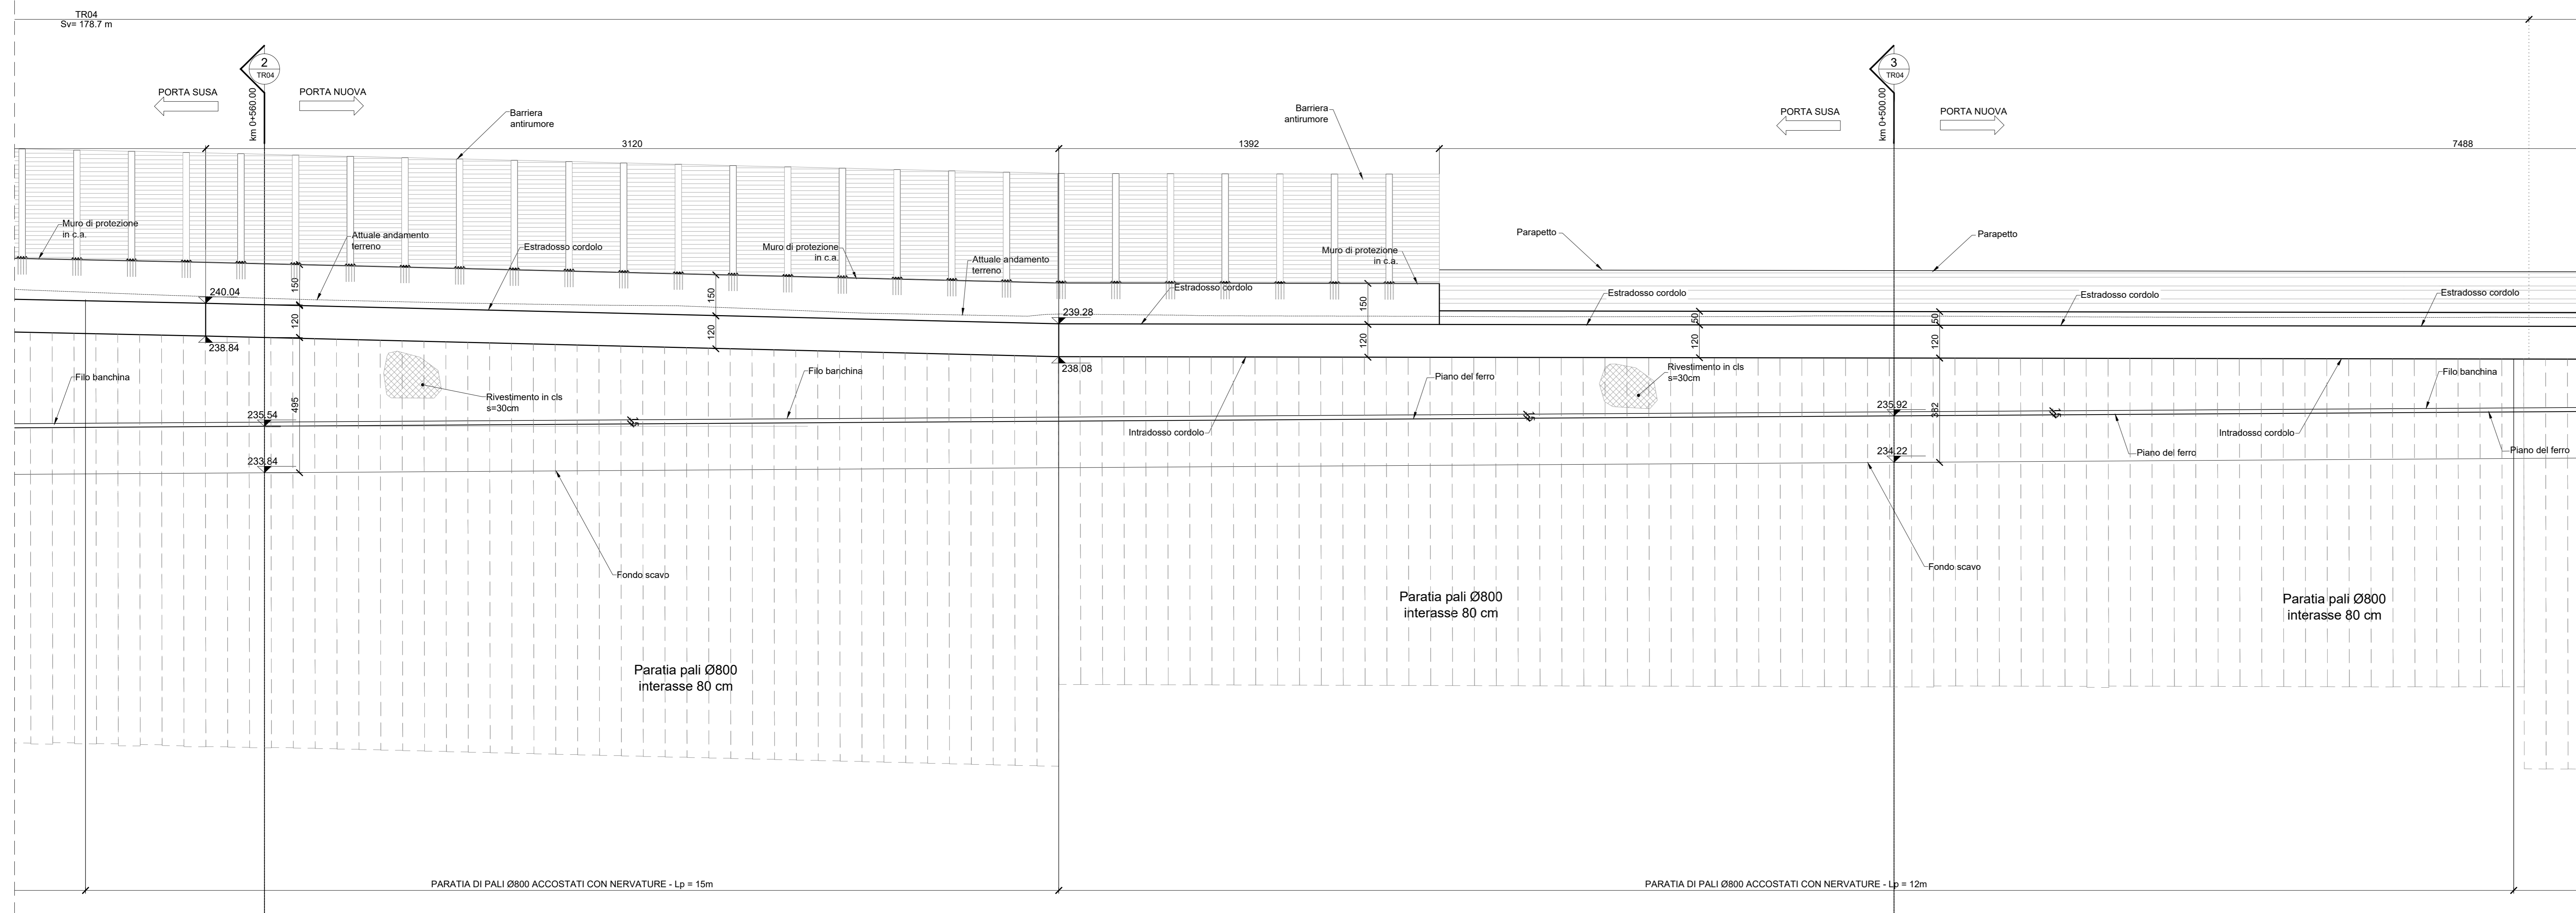 TR04
Sv= 178.7 m
2
TR04
3
TR04
PORTA SUSA
PORTA NUOVA
km 0+560.00
PORTA SUSA
PORTA NUOVA
km 0+500.00
Barriera
antirumore
Barriera
antirumore
3120
1392
7488
Muro di protezione
in c.a.
Attuale andamento
terreno
Estradosso cordolo
Muro di protezione
in c.a.
Attuale andamento
terreno
Muro di protezione
in c.a.
Parapetto
Parapetto
240.04
150
150
Estradosso cordolo
150
Estradosso cordolo
Estradosso cordolo
Estradosso cordolo
239.28
50
50
120
120
120
120
120
238.84
238.08
Filo banchina
Filo banchina
Rivestimento in cls
s=30cm
495
Piano del ferro
Rivestimento in cls
s=30cm
Filo banchina
235.54
15
15
235.92
382
15
Intradosso cordolo
Intradosso cordolo
Piano del ferro
Piano del ferro
233.84
234.22
Fondo scavo
Fondo scavo
Paratia pali Ø800
interasse 80 cm
Paratia pali Ø800
interasse 80 cm
Paratia pali Ø800
interasse 80 cm
PARATIA DI PALI Ø800 ACCOSTATI CON NERVATURE - Lp = 15m
PARATIA DI PALI Ø800 ACCOSTATI CON NERVATURE - Lp = 12m